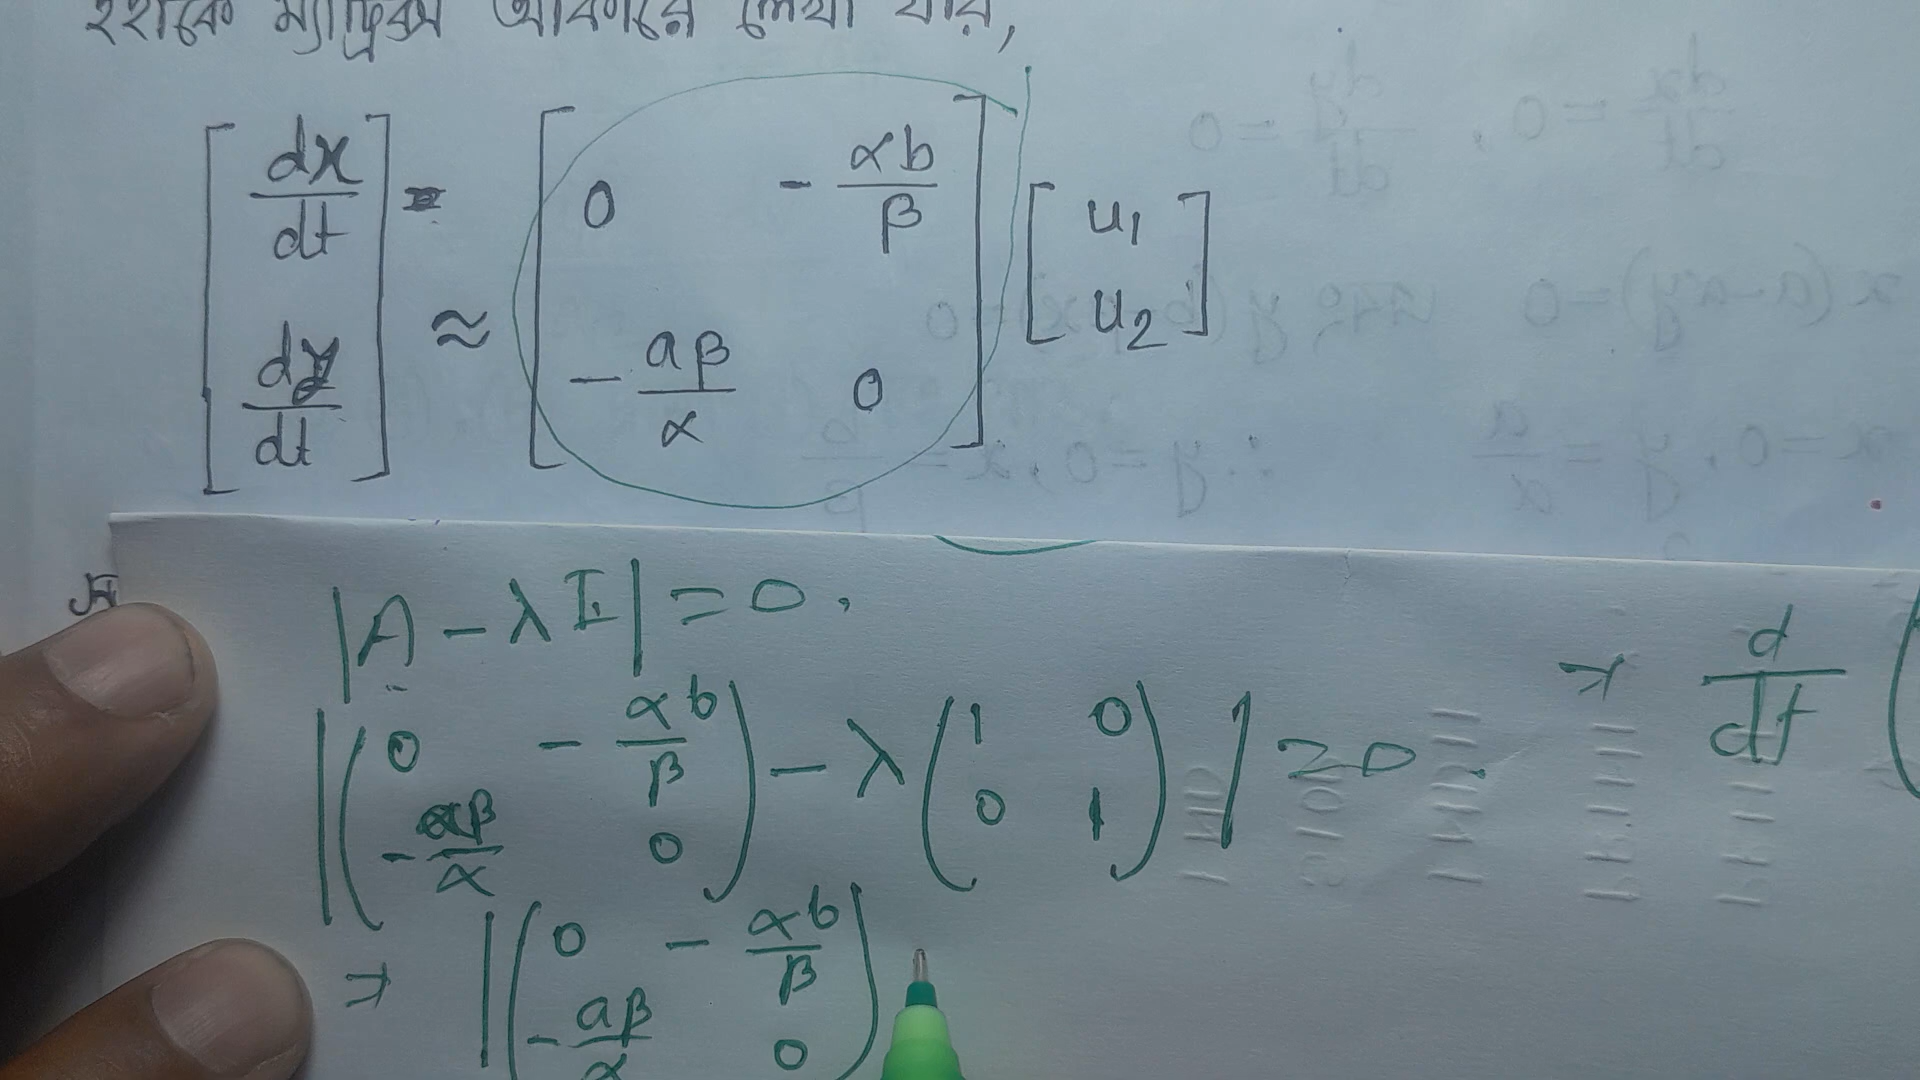 ইহাকে ম্যাট্রিক্স আকারে লেখা যায়,
[dx/dt dy/dt] = ≈ [0 -αb/β -aβ/α 0] [u₁ u₂]
|A - λI| = 0.
|(0 -αb/β -aβ/α 0) - λ(1 0 0 1)| = 0.
⇒ d/dt (
⇒ |(0 -αb/β -aβ/α 0)